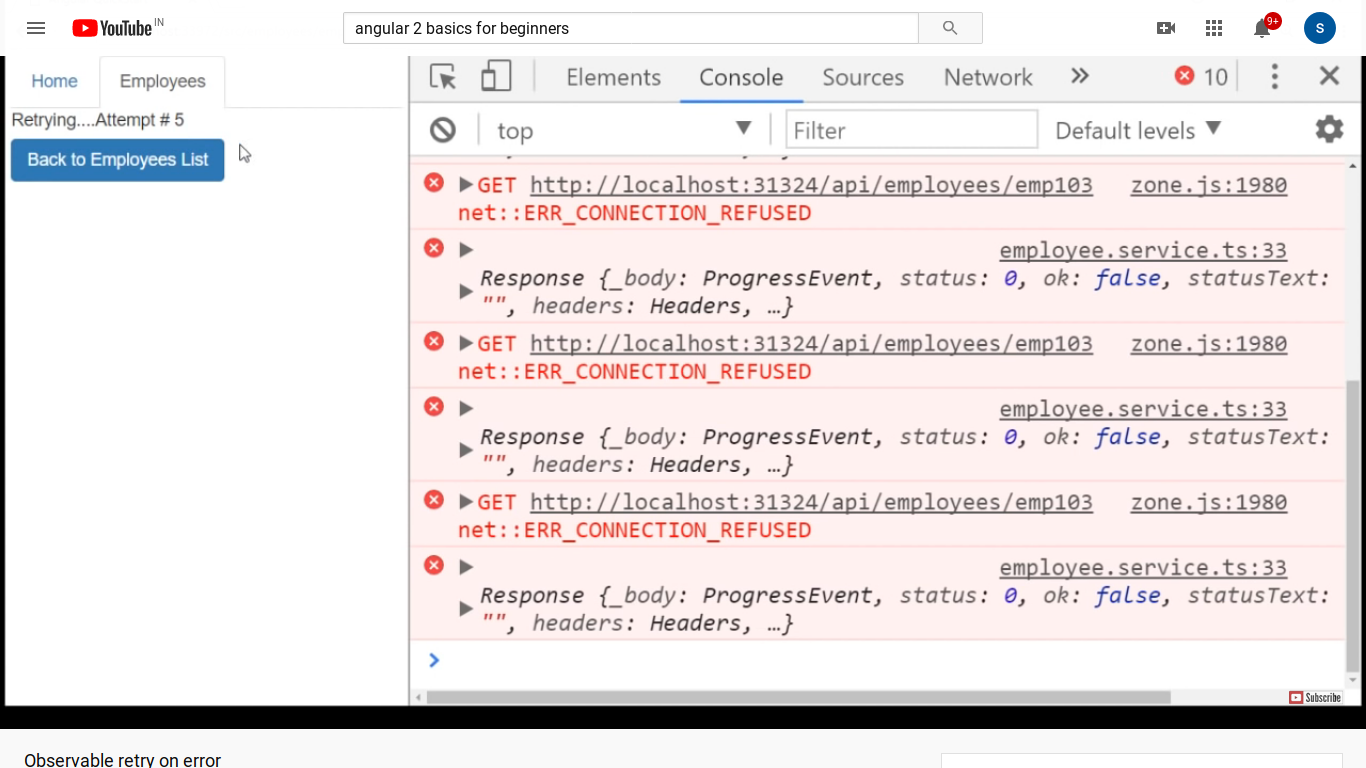 YouTube IN
angular 2 basics for beginners
9+
S
Home Employees
Retrying....Attempt # 5
Back to Employees List
Elements Console Sources Network » 10
top Filter Default levels
GET http://localhost:31324/api/employees/emp103 zone.js:1980
net::ERR_CONNECTION_REFUSED
employee.service.ts:33
Response {_body: ProgressEvent, status: 0, ok: false, statusText:
"", headers: Headers, …}
GET http://localhost:31324/api/employees/emp103 zone.js:1980
net::ERR_CONNECTION_REFUSED
employee.service.ts:33
Response {_body: ProgressEvent, status: 0, ok: false, statusText:
"", headers: Headers, …}
GET http://localhost:31324/api/employees/emp103 zone.js:1980
net::ERR_CONNECTION_REFUSED
employee.service.ts:33
Response {_body: ProgressEvent, status: 0, ok: false, statusText:
"", headers: Headers, …}
Subscribe
Observable retry on error